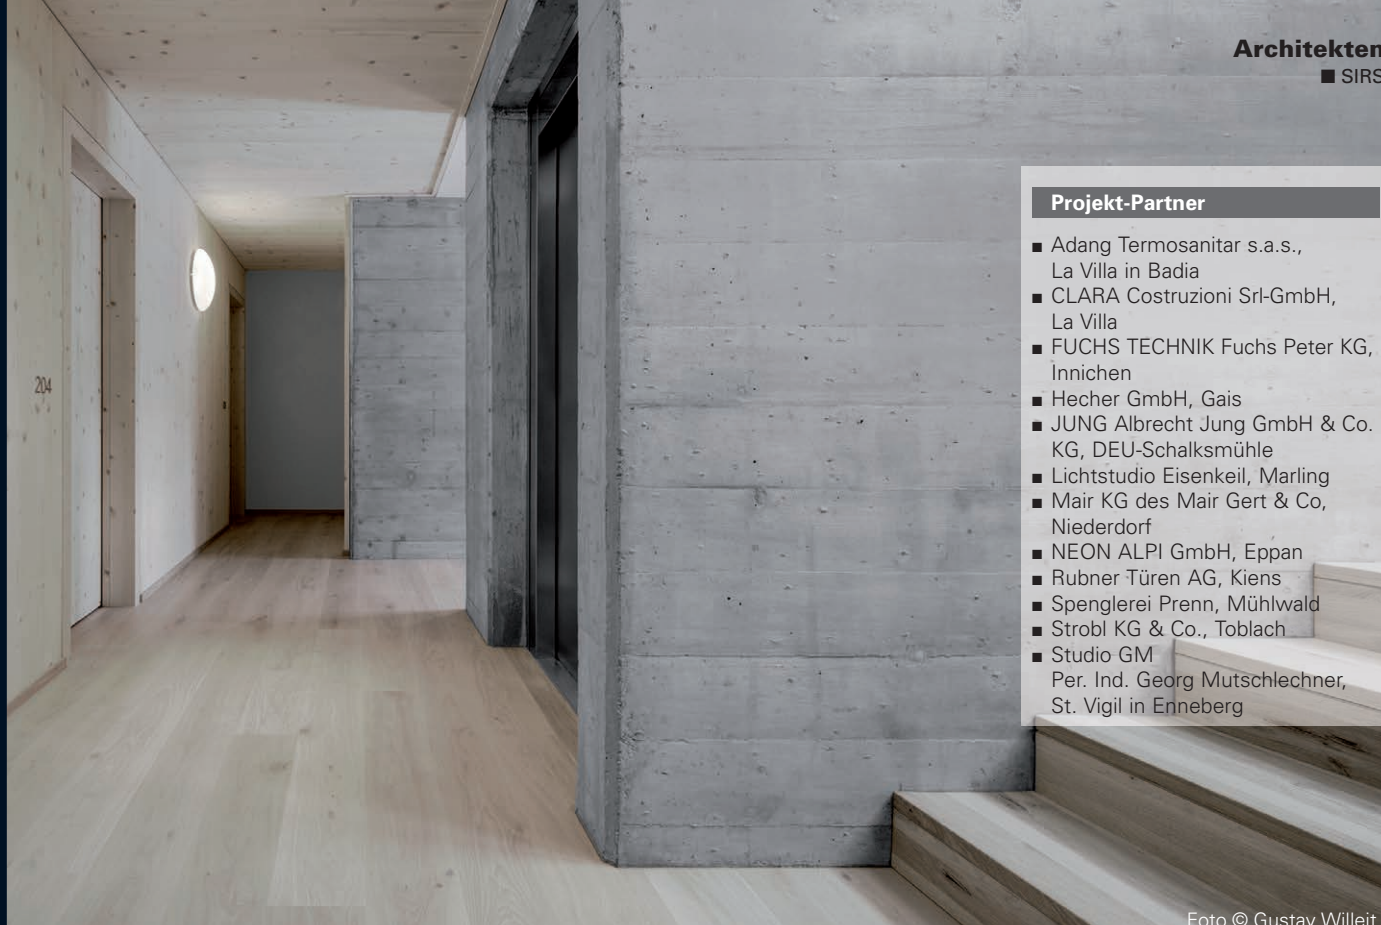 Architekten
■ SIRS
Projekt-Partner
■ Adang Termosanitar s.a.s.,
La Villa in Badia
■ CLARA Costruzioni Srl-GmbH,
La Villa
■ FUCHS TECHNIK Fuchs Peter KG,
Innichen
■ Hecher GmbH, Gais
■ JUNG Albrecht Jung GmbH & Co.
KG, DEU-Schalksmühle
■ Lichtstudio Eisenkeil, Marling
■ Mair KG des Mair Gert & Co,
Niederdorf
■ NEON ALPI GmbH, Eppan
■ Rubner Türen AG, Kiens
■ Spenglerei Prenn, Mühlwald
■ Strobl KG & Co., Toblach
■ Studio GM
Per. Ind. Georg Mutschlechner,
St. Vigil in Enneberg
204
Foto © Gustav Willeit